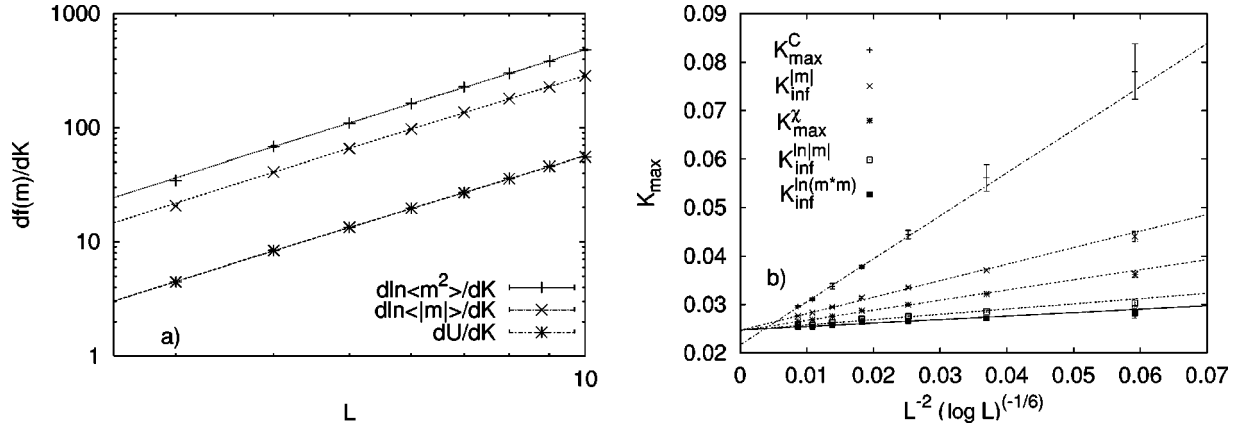 1000
100
10
1
df(m)/dK
a)
dln<m²>/dK
dln<|m|>/dK
dU/dK
10
L
0.09
0.08
0.07
0.06
0.05
0.04
0.03
0.02
K_max
K^C_max
K^|m|_inf
K^χ_max
K^ln|m|_inf
K^ln(m*m)_inf
b)
0 0.01 0.02 0.03 0.04 0.05 0.06 0.07
L⁻² (log L)^(-1/6)